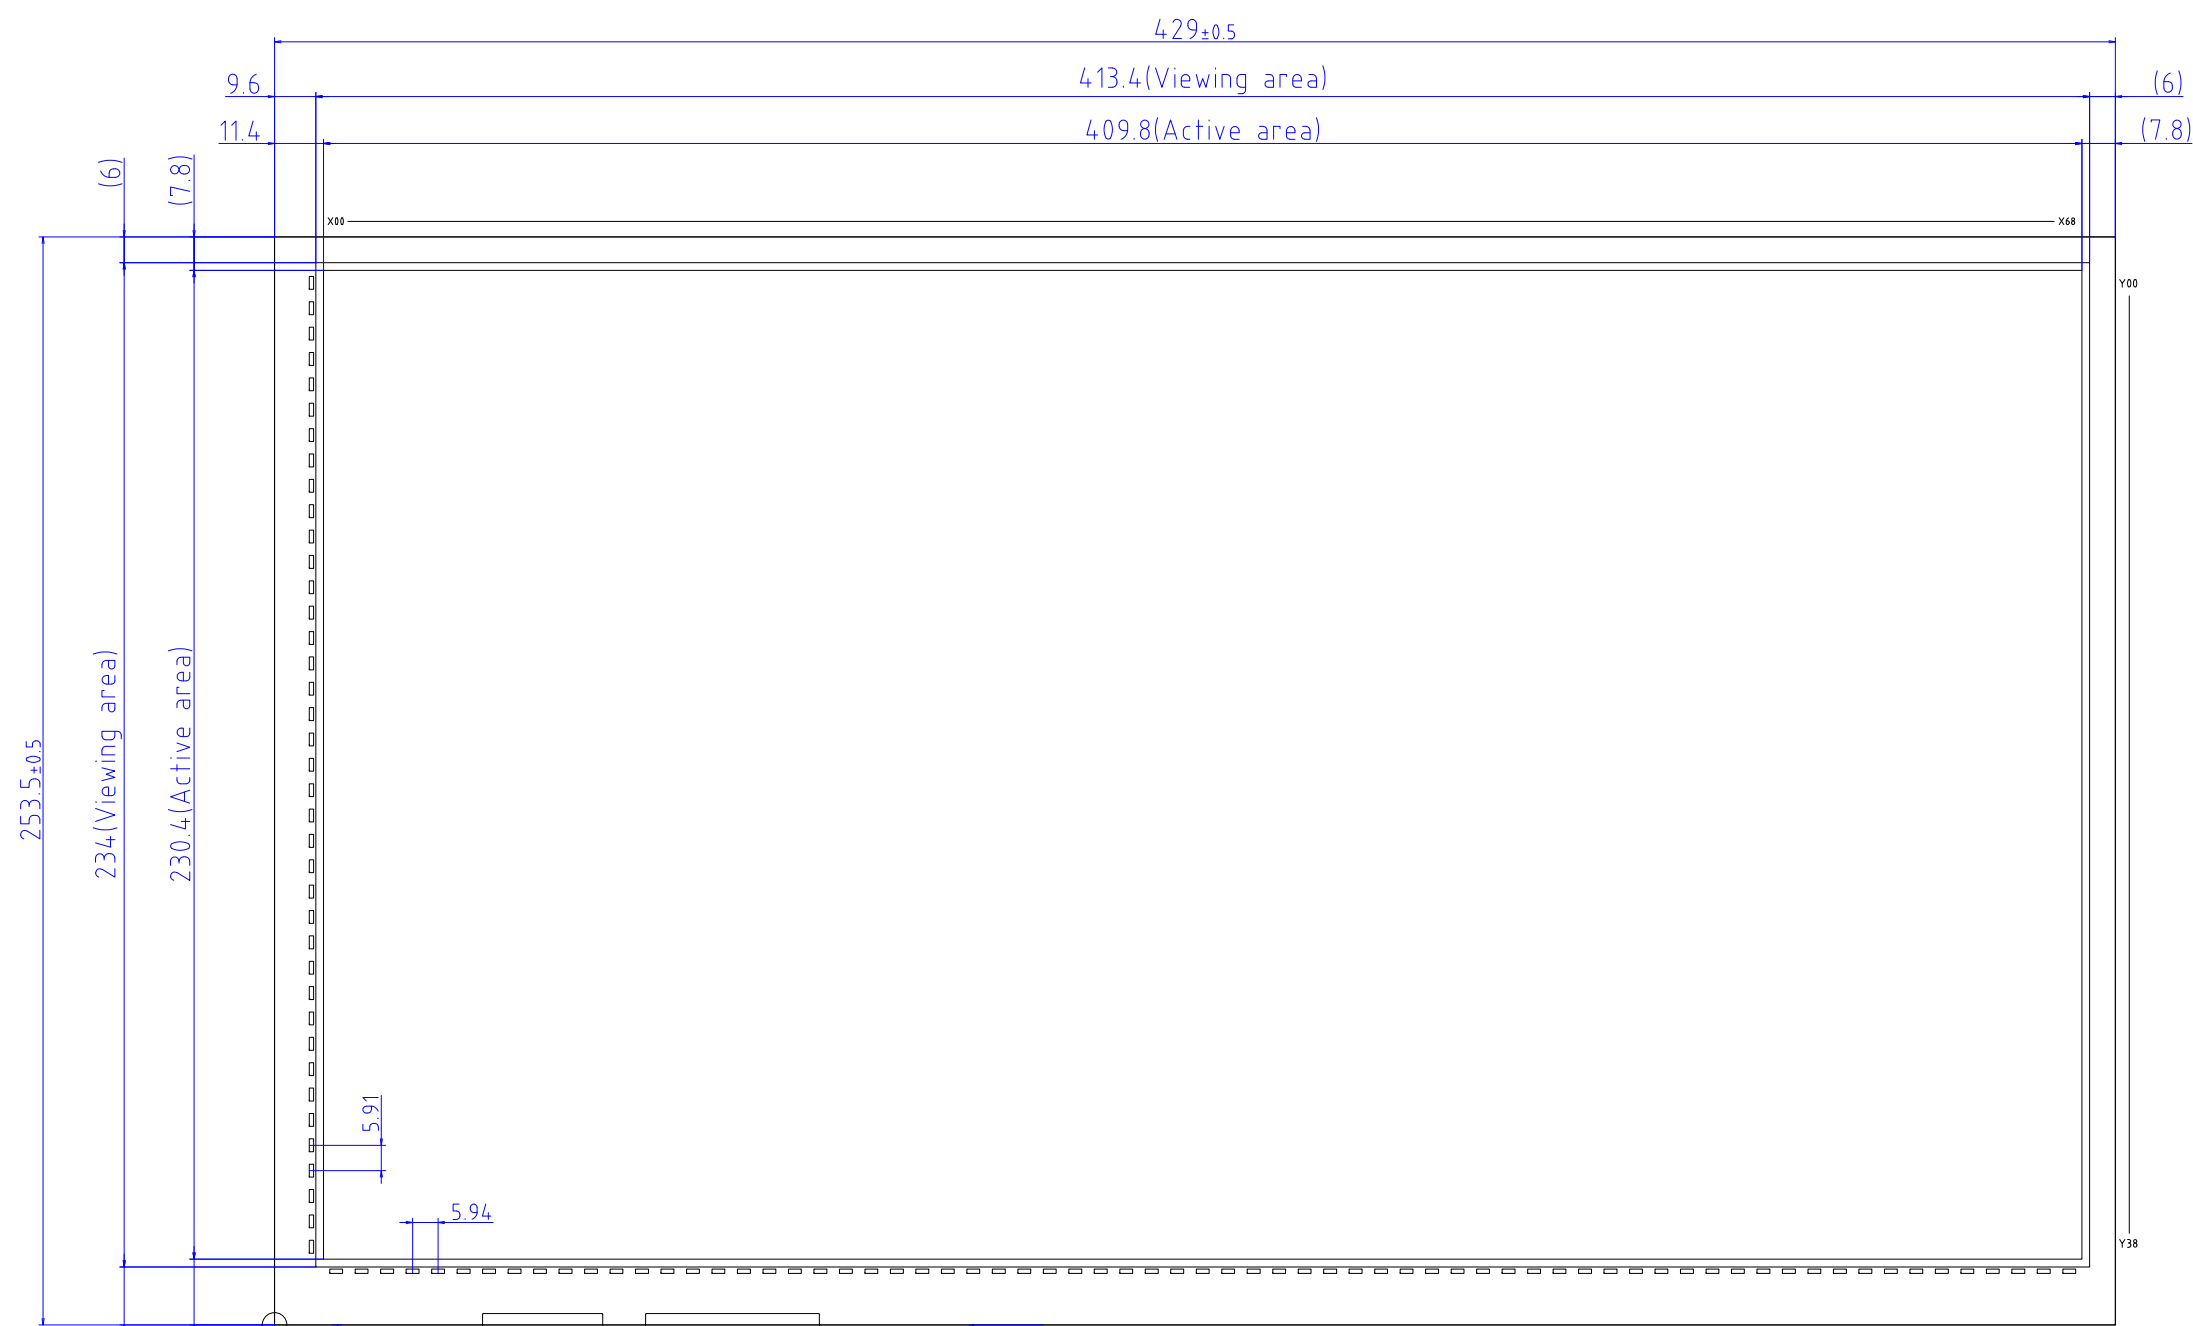 429±0.5
9.6
413.4(Viewing area)
(6)
11.4
409.8(Active area)
(7.8)
(6)
(7.8)
X00
X68
Y00
253.5±0.5
234(Viewing area)
230.4(Active area)
5.91
5.94
Y38